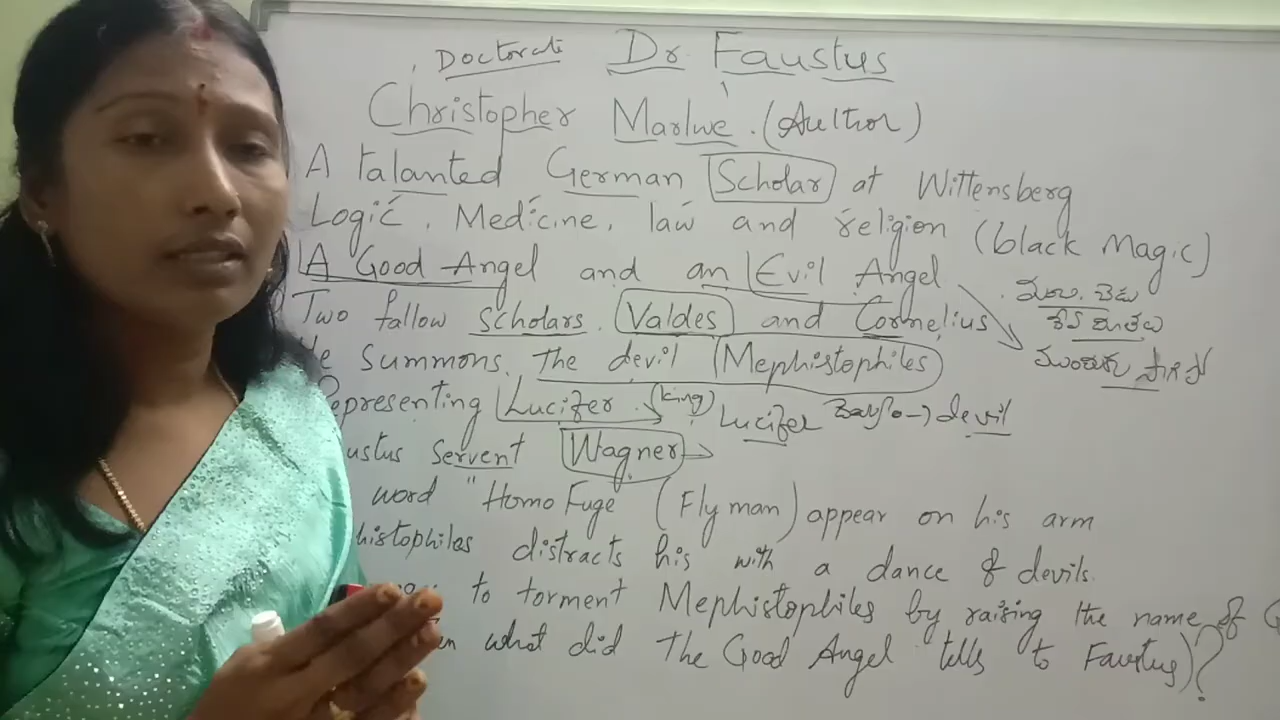 Doctorate Dr Faustus
Christopher Marlwe. (Author)
A talanted German Scholar at Wittensberg
Logic, Medicine, law and religion (black Magic)
A Good Angel and an Evil Angel
Two fallow scholars. Valdes and Cornelius
He summons. The devil (Mephistophiles)
representing Lucifer. (king) Lucifer devil
ustus servent Wagner →
word "Homo Fuge (Fly man) appear on his arm
histophiles distracts his with a dance of devils.
to torment Mephistophiles by raising the name of G
what did The Good Angel tells to Faustus)?